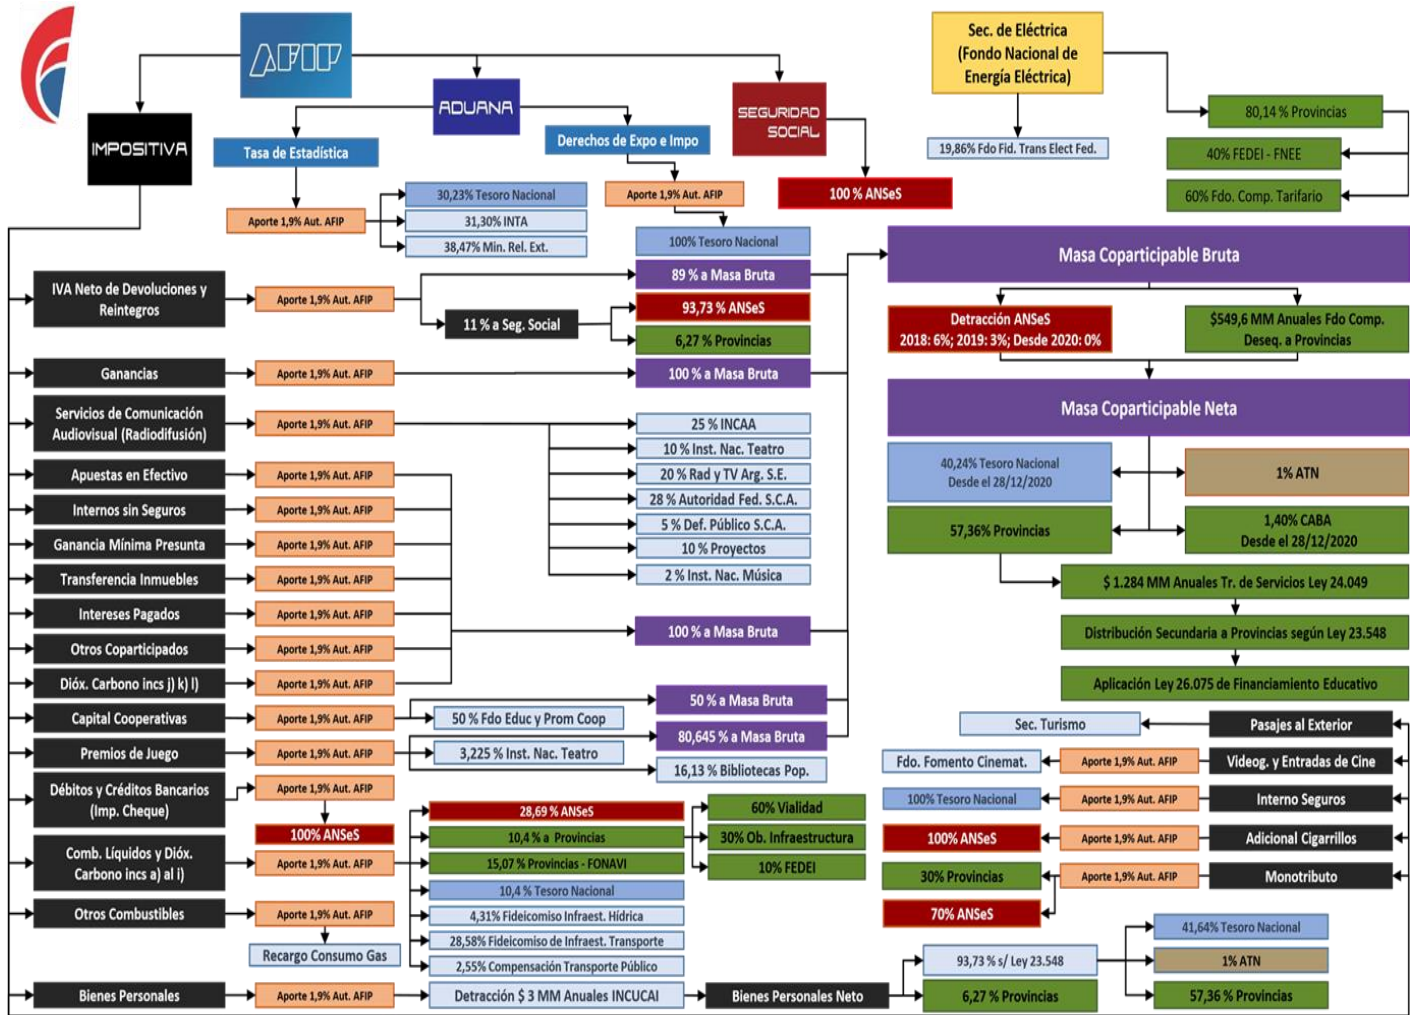 AFIP
Sec. de Eléctrica
(Fondo Nacional de
Energía Eléctrica)
ADUANA
SEGURIDAD
SOCIAL
IMPOSITIVA
80,14 % Provincias
Tasa de Estadística
Derechos de Expo e Impo
19,86% Fdo Fid. Trans Elect Fed.
40% FEDEI - FNEE
60% Fdo. Comp. Tarifario
30,23% Tesoro Nacional
Aporte 1,9% Aut. AFIP
100 % ANSeS
Aporte 1,9% Aut. AFIP
31,30% INTA
38,47% Min. Rel. Ext.
100% Tesoro Nacional
Masa Coparticipable Bruta
IVA Neto de Devoluciones y
Reintegros
Aporte 1,9% Aut. AFIP
89 % a Masa Bruta
11 % a Seg. Social
93,73 % ANSeS
6,27 % Provincias
Detracción ANSeS
2018: 6%; 2019: 3%; Desde 2020: 0%
$549,6 MM Anuales Fdo Comp.
Deseq. a Provincias
Ganancias
Aporte 1,9% Aut. AFIP
100 % a Masa Bruta
Masa Coparticipable Neta
Servicios de Comunicación
Audiovisual (Radiodifusión)
Aporte 1,9% Aut. AFIP
25 % INCAA
10 % Inst. Nac. Teatro
20 % Rad y TV Arg. S.E.
28 % Autoridad Fed. S.C.A.
5 % Def. Público S.C.A.
10 % Proyectos
2 % Inst. Nac. Música
40,24% Tesoro Nacional
Desde el 28/12/2020
1% ATN
57,36% Provincias
1,40% CABA
Desde el 28/12/2020
Apuestas en Efectivo
Aporte 1,9% Aut. AFIP
Internos sin Seguros
Aporte 1,9% Aut. AFIP
Ganancia Mínima Presunta
Aporte 1,9% Aut. AFIP
Transferencia Inmuebles
Aporte 1,9% Aut. AFIP
Intereses Pagados
Aporte 1,9% Aut. AFIP
Otros Coparticipados
Aporte 1,9% Aut. AFIP
Dióx. Carbono incs j) k) l)
Aporte 1,9% Aut. AFIP
100 % a Masa Bruta
$ 1.284 MM Anuales Tr. de Servicios Ley 24.049
Distribución Secundaria a Provincias según Ley 23.548
Aplicación Ley 26.075 de Financiamiento Educativo
Capital Cooperativas
Aporte 1,9% Aut. AFIP
50 % Fdo Educ y Prom Coop
50 % a Masa Bruta
Premios de Juego
Aporte 1,9% Aut. AFIP
3,225 % Inst. Nac. Teatro
80,645 % a Masa Bruta
16,13 % Bibliotecas Pop.
Sec. Turismo
Pasajes al Exterior
Fdo. Fomento Cinemat.
Aporte 1,9% Aut. AFIP
Videog. y Entradas de Cine
100% Tesoro Nacional
Aporte 1,9% Aut. AFIP
Interno Seguros
100% ANSeS
Aporte 1,9% Aut. AFIP
Adicional Cigarrillos
30% Provincias
Aporte 1,9% Aut. AFIP
Monotributo
70% ANSeS
Débitos y Créditos Bancarios
(Imp. Cheque)
Aporte 1,9% Aut. AFIP
100% ANSeS
Comb. Líquidos y Dióx.
Carbono incs a) al i)
Aporte 1,9% Aut. AFIP
28,69 % ANSeS
10,4 % a Provincias
15,07 % Provincias - FONAVI
10,4 % Tesoro Nacional
4,31% Fideicomiso Infraest. Hídrica
28,58% Fideicomiso de Infraest. Transporte
2,55% Compensación Transporte Público
60% Vialidad
30% Ob. Infraestructura
10% FEDEI
Otros Combustibles
Aporte 1,9% Aut. AFIP
Recargo Consumo Gas
Bienes Personales
Aporte 1,9% Aut. AFIP
Detracción $ 3 MM Anuales INCUCAI
Bienes Personales Neto
93,73 % s/ Ley 23.548
6,27 % Provincias
41,64% Tesoro Nacional
1% ATN
57,36 % Provincias